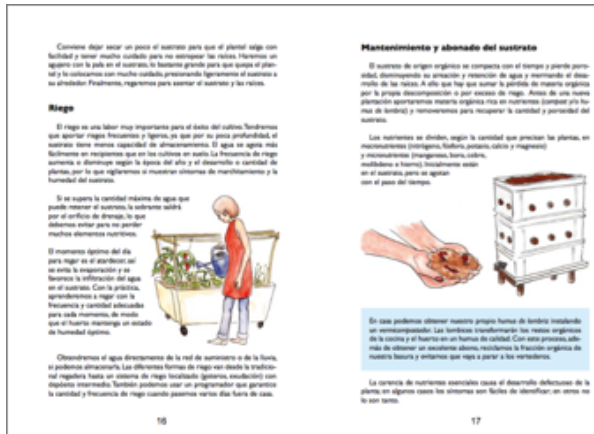 Conviene dejar secar un poco el sustrato para que el plantel salga con
facilidad y tener mucho cuidado para no estropear las raíces. Haremos un
agujero con la pala en el sustrato, lo bastante grande para que quepa el plan-
tel y lo colocamos con mucho cuidado, presionando ligeramente el sustrato a
su alrededor. Finalmente, regaremos para asentar el sustrato y las raíces.
Riego
El riego es una labor muy importante para el éxito del cultivo. Tendremos
que aportar riegos frecuentes y ligeros, ya que por su poca profundidad, el
sustrato tiene menos capacidad de almacenamiento. El agua se agota más
fácilmente en recipientes que en los cultivos en suelo. La frecuencia de riego
aumenta o disminuye según la época del año y el desarrollo o cantidad de
plantas, por lo que vigilaremos si muestran síntomas de marchitamiento y la
humedad del sustrato.
Si se supera la cantidad máxima de agua que
puede retener el sustrato, la sobrante saldrá
por el orificio de drenaje, lo que
debemos evitar para no perder
muchos elementos nutritivos.
El momento óptimo del día
para regar es el atardecer, así
se evita la evaporación y se
favorece la infiltración del agua
en el sustrato. Con la práctica,
aprenderemos a regar con la
frecuencia y cantidad adecuadas
para cada momento, de modo
que el huerto mantenga un estado
de humedad óptimo.
Obtendremos el agua directamente de la red de suministro o de la lluvia,
si podemos almacenarla. Las diferentes formas de riego van desde la tradicio-
nal regadera hasta un sistema de riego localizado (goteros, exudación) con
depósito intermedio. También podemos usar un programador que garantice
la cantidad y frecuencia de riego cuando pasemos varios días fuera de casa.
16
Mantenimiento y abonado del sustrato
El sustrato de origen orgánico se compacta con el tiempo y pierde poro-
sidad, disminuyendo su aireación y retención de agua y mermando el desa-
rrollo de las raíces. A ello hay que sumar la pérdida de materia orgánica
por la propia descomposición o por exceso de riego. Antes de una nueva
plantación aportaremos materia orgánica rica en nutrientes (compost y/o hu-
mus de lombriz) y removeremos para recuperar la cantidad y porosidad del
sustrato.
Los nutrientes se dividen, según la cantidad que precisan las plantas, en
macronutrientes (nitrógeno, fósforo, potasio, calcio y magnesio)
y micronutrientes (manganeso, boro, cobre,
molibdeno e hierro). Inicialmente están
en el sustrato, pero se agotan
con el paso del tiempo.
En casa podemos obtener nuestro propio humus de lombriz instalando
un vermicompostador. Las lombrices transformarán los restos orgánicos
de la cocina y el huerto en un humus de calidad. Con este proceso, ade-
más de obtener un excelente abono, reciclamos la fracción orgánica de
nuestra basura y evitamos que vaya a parar a los vertederos.
La carencia de nutrientes esenciales causa el desarrollo defectuoso de la
planta; en algunos casos los síntomas son fáciles de identificar; en otros no
lo son tanto.
17